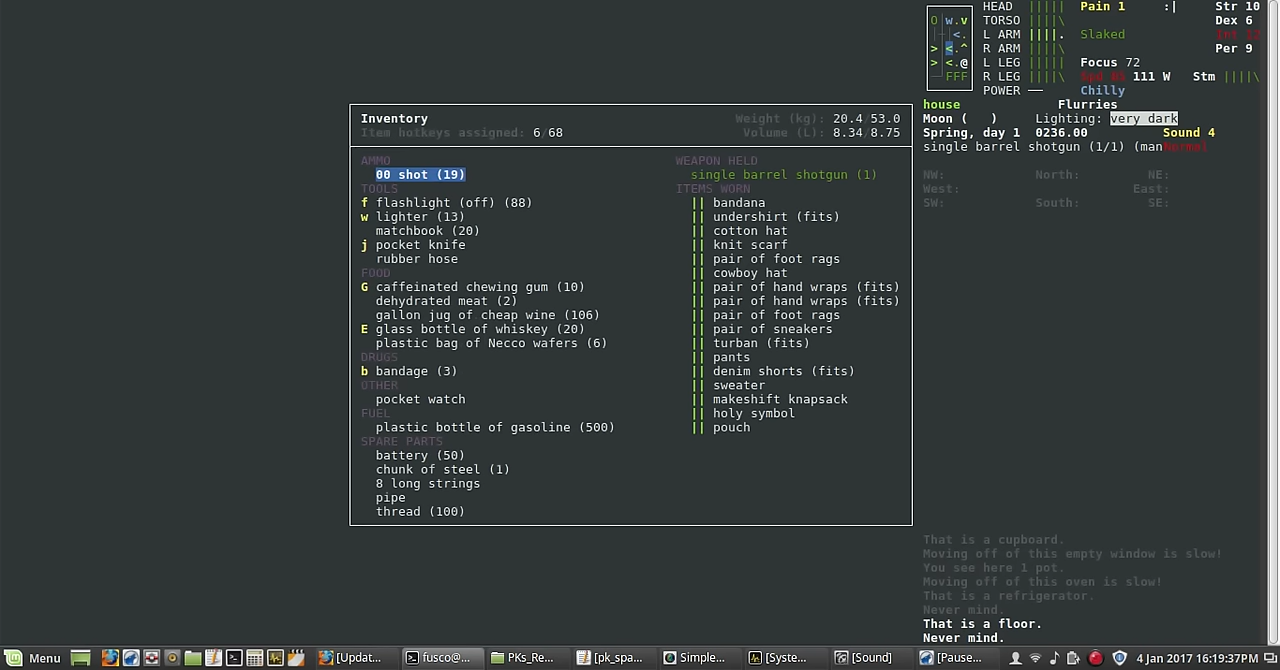 HEAD ||||| Pain 1 :| Str 10
TORSO ||||\ Dex 6
L ARM ||||. Slaked
R ARM ||||\ Per 9
L LEG ||||| Focus 72
R LEG ||||\ 111 W Stm ||||\
POWER — Chilly
O w.v
<.
> <.^
> <.@
FFF
house Flurries
Moon ( ) Lighting: very dark
Spring, day 1 0236.00 Sound 4
single barrel shotgun (1/1) (man Normal)
NW: North: NE:
West: East:
SW: South: SE:
Inventory Weight (kg): 20.4/53.0
Item hotkeys assigned: 6/68 Volume (L): 8.34/8.75
AMMO
00 shot (19)
TOOLS
f flashlight (off) (88)
w lighter (13)
matchbook (20)
j pocket knife
rubber hose
FOOD
G caffeinated chewing gum (10)
dehydrated meat (2)
gallon jug of cheap wine (106)
E glass bottle of whiskey (20)
plastic bag of Necco wafers (6)
DRUGS
b bandage (3)
OTHER
pocket watch
FUEL
plastic bottle of gasoline (500)
SPARE PARTS
battery (50)
chunk of steel (1)
8 long strings
pipe
thread (100)
WEAPON HELD
single barrel shotgun (1)
ITEMS WORN
|| bandana
|| undershirt (fits)
|| cotton hat
|| knit scarf
|| pair of foot rags
|| cowboy hat
|| pair of hand wraps (fits)
|| pair of hand wraps (fits)
|| pair of foot rags
|| pair of sneakers
|| turban (fits)
|| pants
|| denim shorts (fits)
|| sweater
|| makeshift knapsack
|| holy symbol
|| pouch
That is a cupboard.
Moving off of this empty window is slow!
You see here 1 pot.
Moving off of this oven is slow!
That is a refrigerator.
Never mind.
That is a floor.
Never mind.
Menu [Updat... fusco@... PKs_Re... [pk_spa... Simple... [Syste... [Sound] [Pause... 4 Jan 2017 16:19:37PM